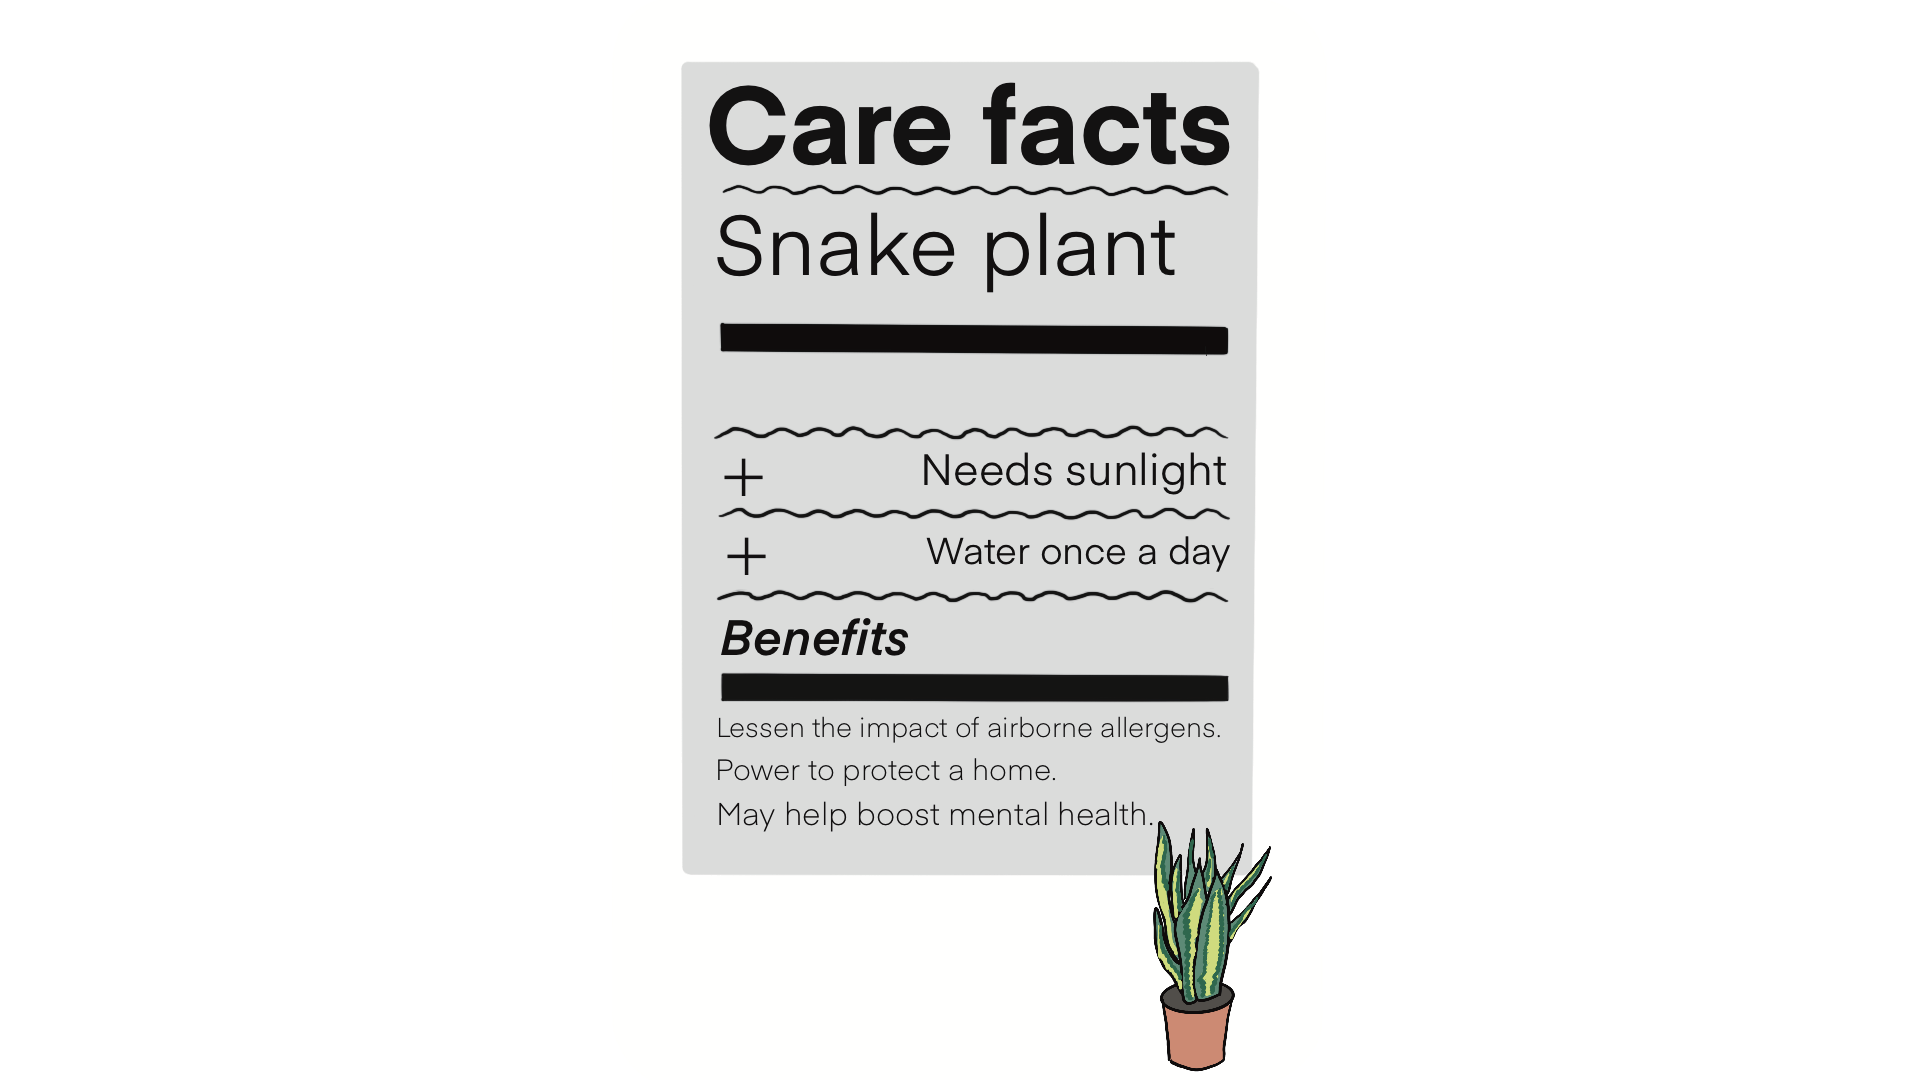 Care facts
Snake plant
+ Needs sunlight
+ Water once a day
Benefits
Lessen the impact of airborne allergens.
Power to protect a home.
May help boost mental health.